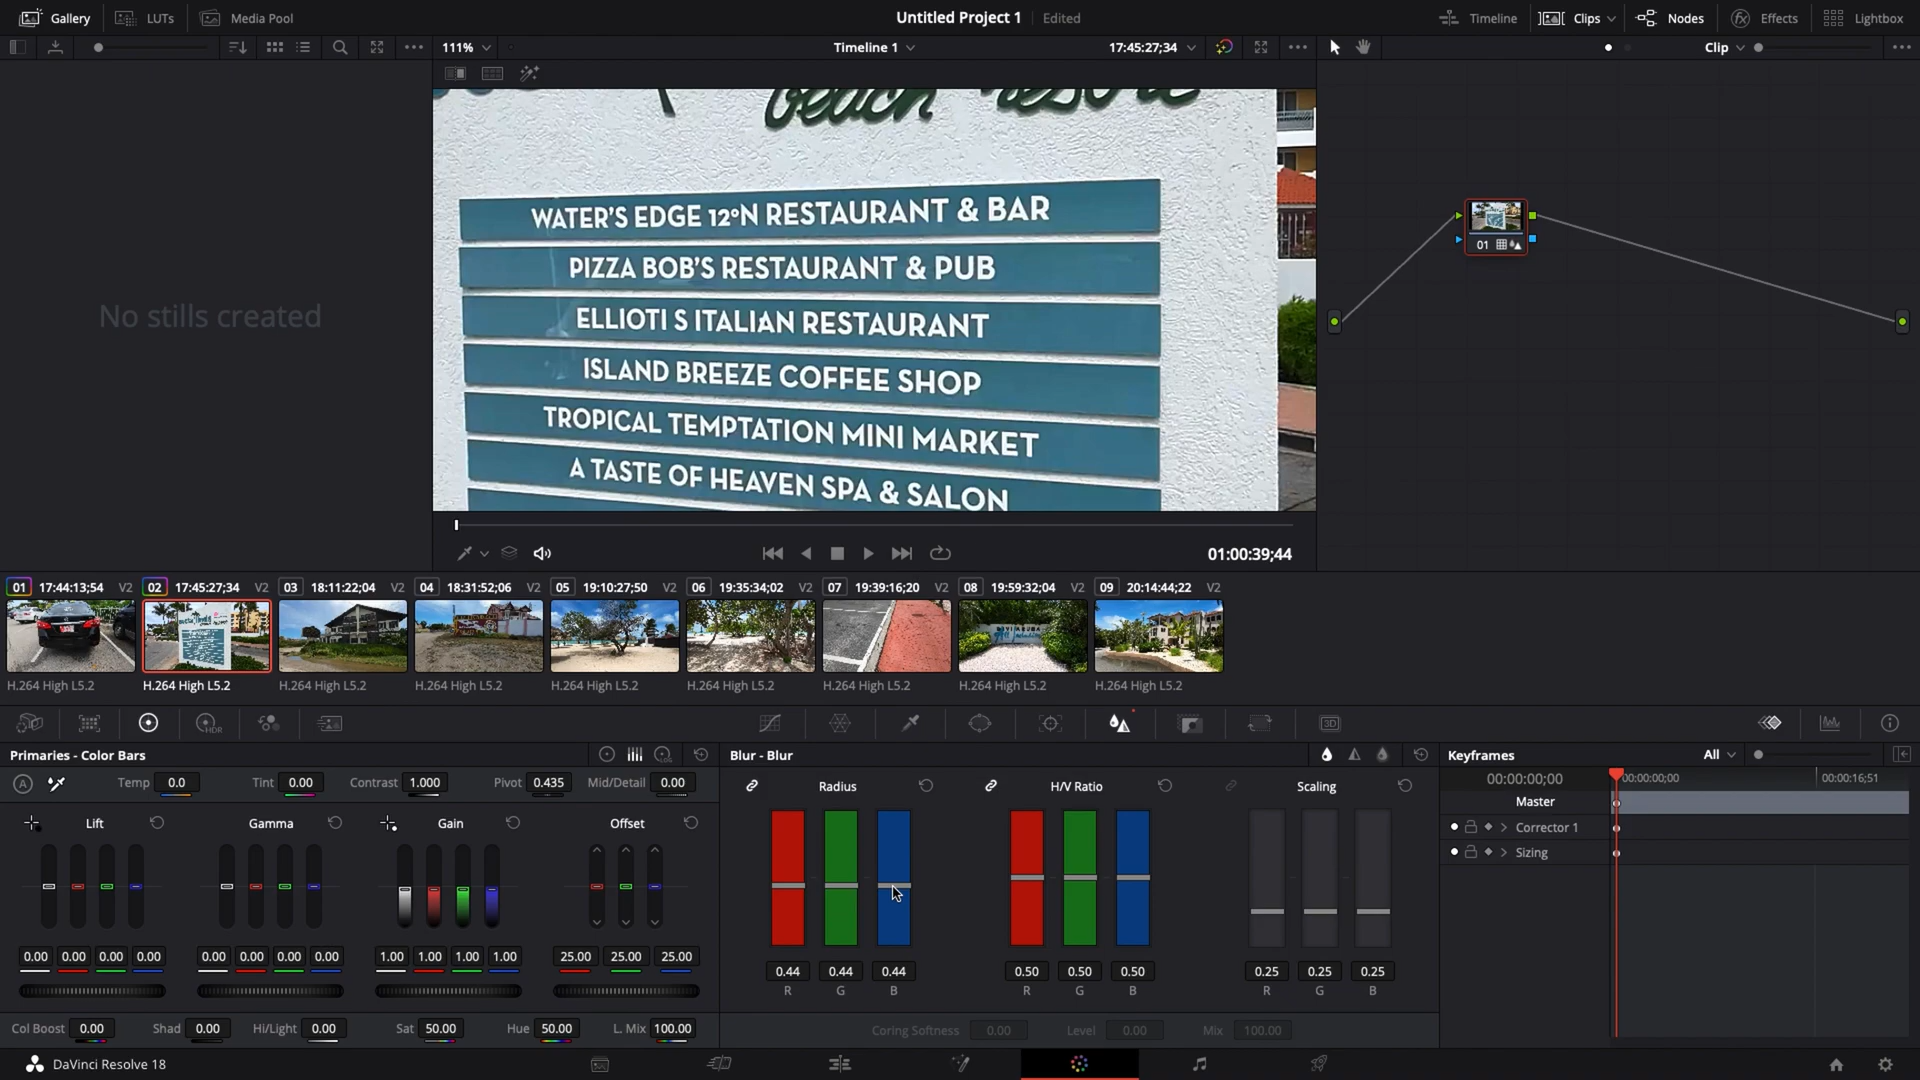 Gallery LUTs Media Pool Untitled Project 1 Edited Timeline Clips Nodes Effects Lightbox
111% Timeline 1 17:45:27;34 Clip
beach resort
WATER'S EDGE 12°N RESTAURANT & BAR
PIZZA BOB'S RESTAURANT & PUB
ELLIOTI S ITALIAN RESTAURANT
ISLAND BREEZE COFFEE SHOP
TROPICAL TEMPTATION MINI MARKET
A TASTE OF HEAVEN SPA & SALON
No stills created
01
01:00:39;44
01 17:44:13;54 V2 02 17:45:27;34 V2 03 18:11:22;04 V2 04 18:31:52;06 V2 05 19:10:27;50 V2 06 19:35:34;02 V2 07 19:39:16;20 V2 08 19:59:32;04 V2 09 20:14:44;22 V2
H.264 High L5.2 H.264 High L5.2 H.264 High L5.2 H.264 High L5.2 H.264 High L5.2 H.264 High L5.2 H.264 High L5.2 H.264 High L5.2 H.264 High L5.2
HDR 3D
Primaries - Color Bars LOG Blur - Blur Keyframes All
A Temp 0.0 Tint 0.00 Contrast 1.000 Pivot 0.435 Mid/Detail 0.00 Radius H/V Ratio Scaling 00:00:00;00 00:00:00;00 00:00:16;51
Master
Lift Gamma Gain Offset Corrector 1
Sizing
0.00 0.00 0.00 0.00 0.00 0.00 0.00 0.00 1.00 1.00 1.00 1.00 25.00 25.00 25.00
0.44 0.44 0.44 0.50 0.50 0.50 0.25 0.25 0.25
R G B R G B R G B
Col Boost 0.00 Shad 0.00 Hi/Light 0.00 Sat 50.00 Hue 50.00 L. Mix 100.00 Coring Softness 0.00 Level 0.00 Mix 100.00
DaVinci Resolve 18